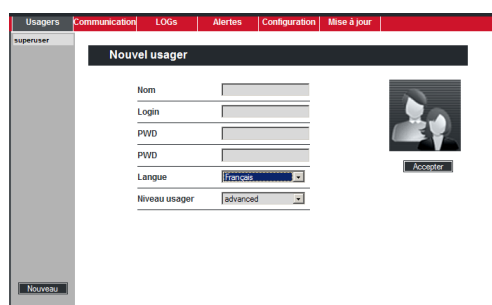 Usagers Communication LOGs Alertes Configuration Mise à jour
superuser
Nouvel usager
Nom
Login
PWD
PWD
Langue Français
Niveau usager advanced
Accepter
Nouveau